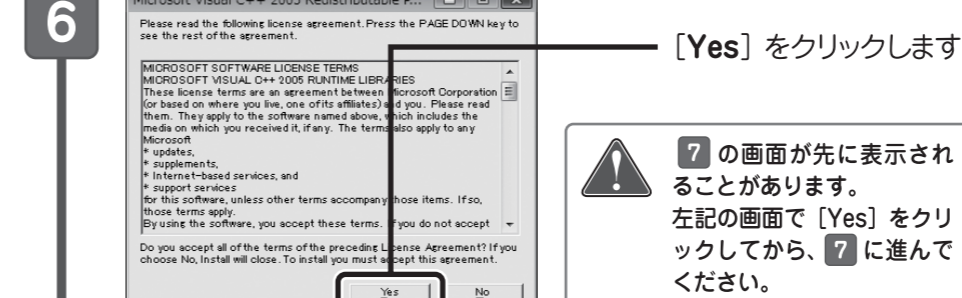 6
Microsoft Visual C++ 2005 Redistributable P...
Please read the following license agreement. Press the PAGE DOWN key to
see the rest of the agreement.
MICROSOFT SOFTWARE LICENSE TERMS
MICROSOFT VISUAL C++ 2005 RUNTIME LIBRARIES
These license terms are an agreement between Microsoft Corporation
(or based on where you live, one of its affiliates) and you. Please read
them. They apply to the software named above, which includes the
media on which you received it, if any. The terms also apply to any
Microsoft
* updates,
* supplements,
* Internet-based services, and
* support services
for this software, unless other terms accompany those items. If so,
those terms apply.
By using the software, you accept these terms. If you do not accept
Do you accept all of the terms of the preceding License Agreement? If you
choose No, Install will close. To install you must accept this agreement.
Yes
No
［Yes］をクリックします
7 の画面が先に表示され
ることがあります。
左記の画面で［Yes］をクリ
ックしてから、7 に進んで
ください。